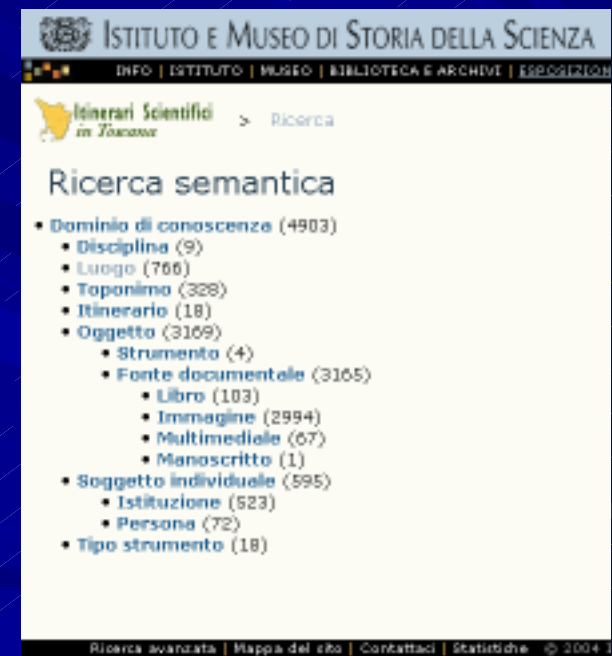 ISTITUTO E MUSEO DI STORIA DELLA SCIENZA
INFO | ISTITUTO | MUSEO | BIBLIOTECA E ARCHIVI |
Itinerari Scientifici
in Toscana
> Ricerca
Ricerca semantica
• Dominio di conoscenza (4903)
• Disciplina (9)
• Luogo (766)
• Toponimo (328)
• Itinerario (18)
• Oggetto (3169)
• Strumento (4)
• Fonte documentale (3165)
• Libro (103)
• Immagine (2994)
• Multimediale (67)
• Manoscritto (1)
• Soggetto individuale (595)
• Istituzione (523)
• Persona (72)
• Tipo strumento (18)
Ricerca avanzata | Mappa del sito | Contattaci | Statistiche © 2004